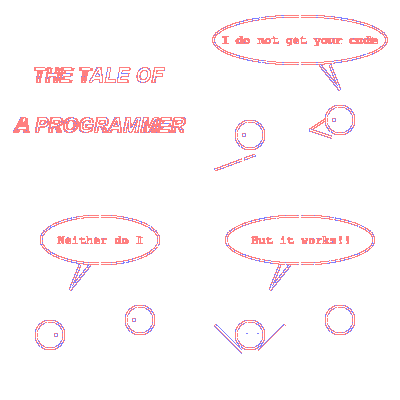 THE TALE OF
A PROGRAMMER
I do not get your code
Neither do I
But it works!!